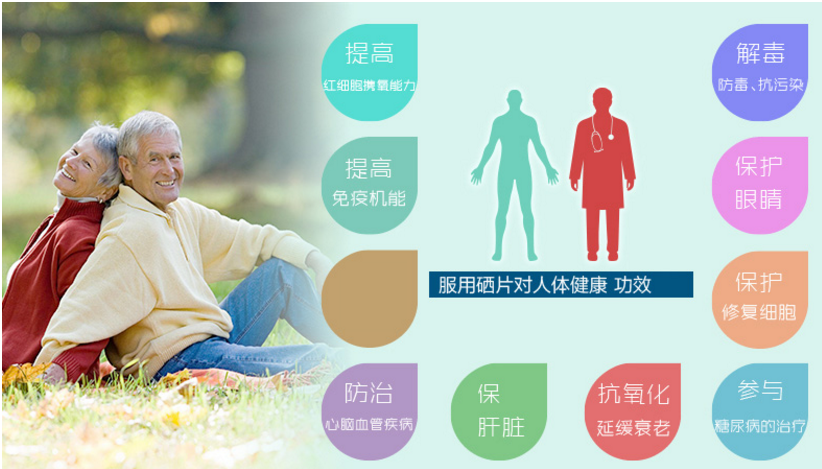 提高
红细胞携氧能力
提高
免疫机能
防治
心脑血管疾病
服用硒片对人体健康 功效
保
肝脏
抗氧化
延缓衰老
解毒
防毒、抗污染
保护
眼睛
保护
修复细胞
参与
糖尿病的治疗